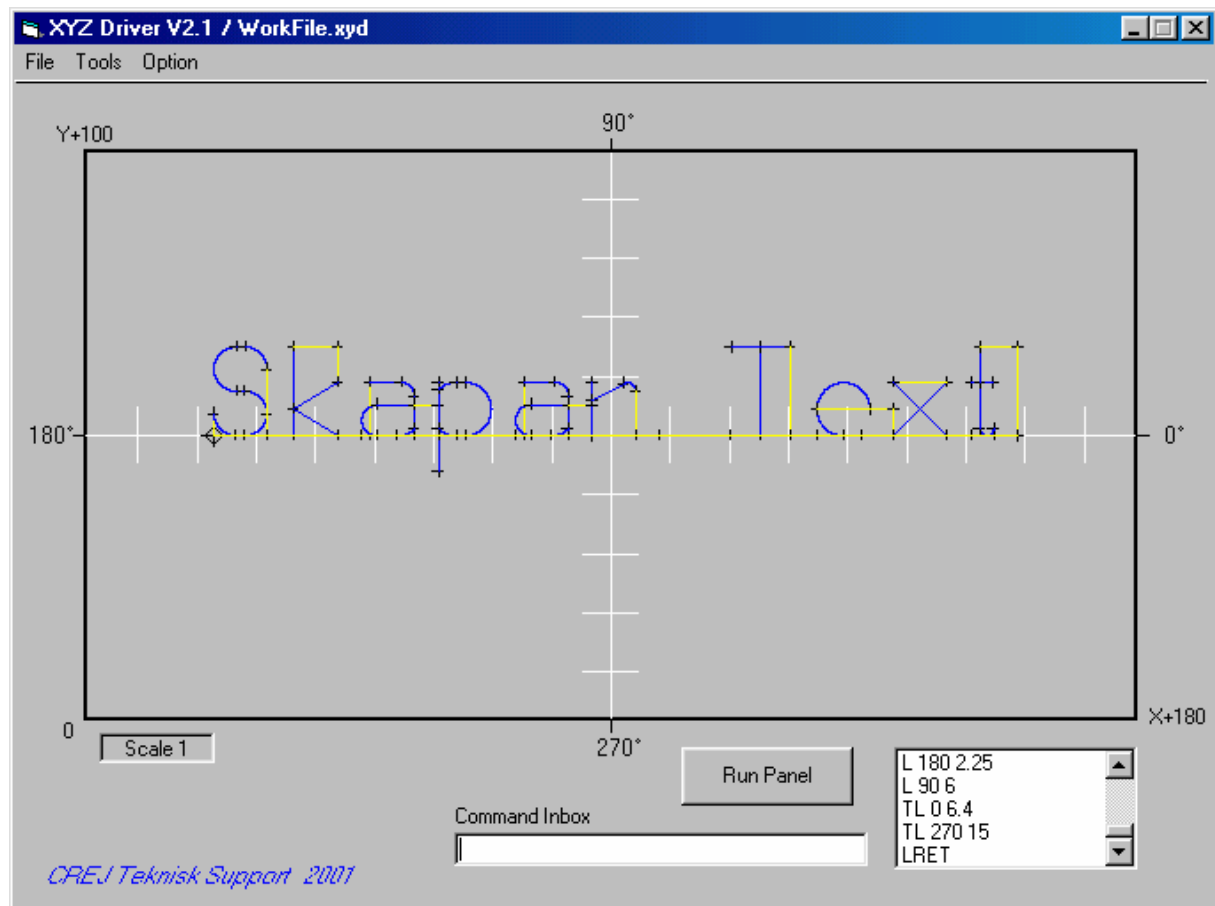 XYZ Driver V2.1 / WorkFile.xyd
File Tools Option
90°
Y+100
Skapar Text
180°
0°
X+180
0
Scale 1
270°
Run Panel
L 180 2.25
L 90 6
TL 0 6.4
TL 270 15
LRET
Command Inbox
CREJ Teknisk Support 2001